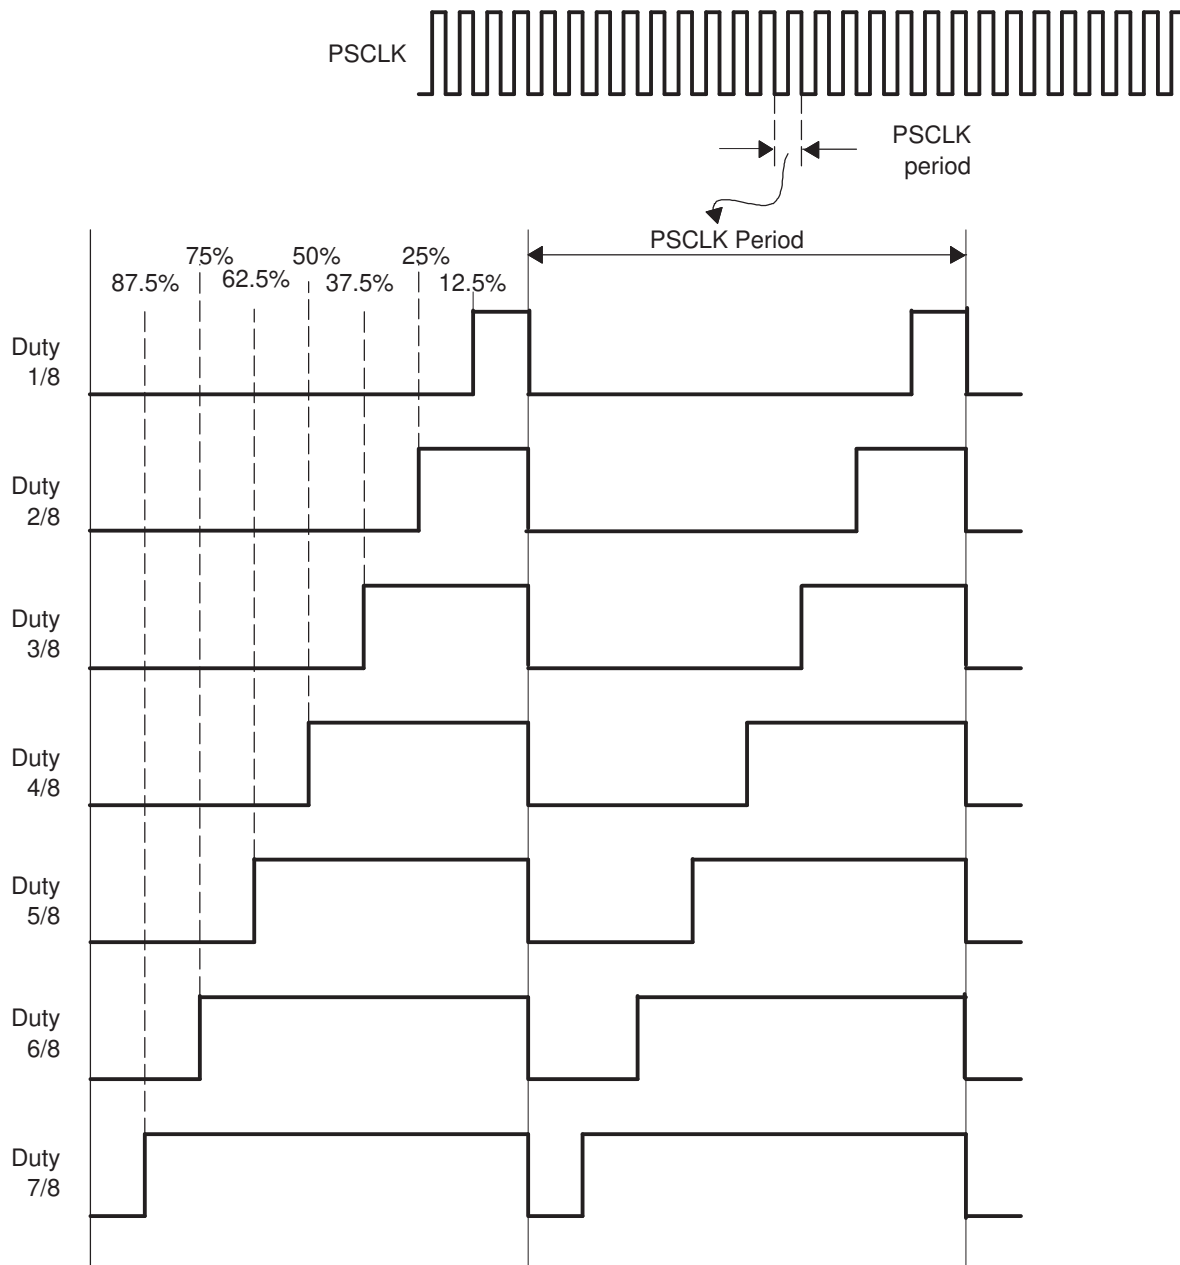 PSCLK
PSCLK
period
PSCLK Period
75%
50%
25%
87.5%
62.5%
37.5%
12.5%
Duty
1/8
Duty
2/8
Duty
3/8
Duty
4/8
Duty
5/8
Duty
6/8
Duty
7/8